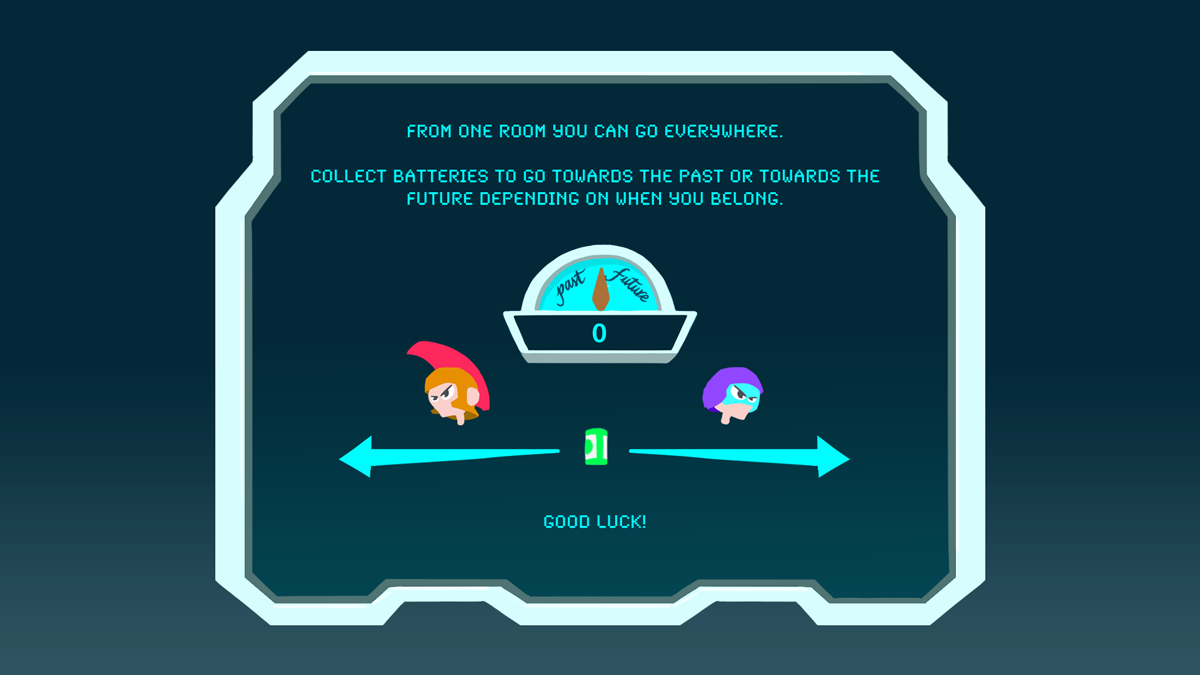 FROM ONE ROOM YOU CAN GO EVERYWHERE.
COLLECT BATTERIES TO GO TOWARDS THE PAST OR TOWARDS THE
FUTURE DEPENDING ON WHEN YOU BELONG.
past future
0
GOOD LUCK!